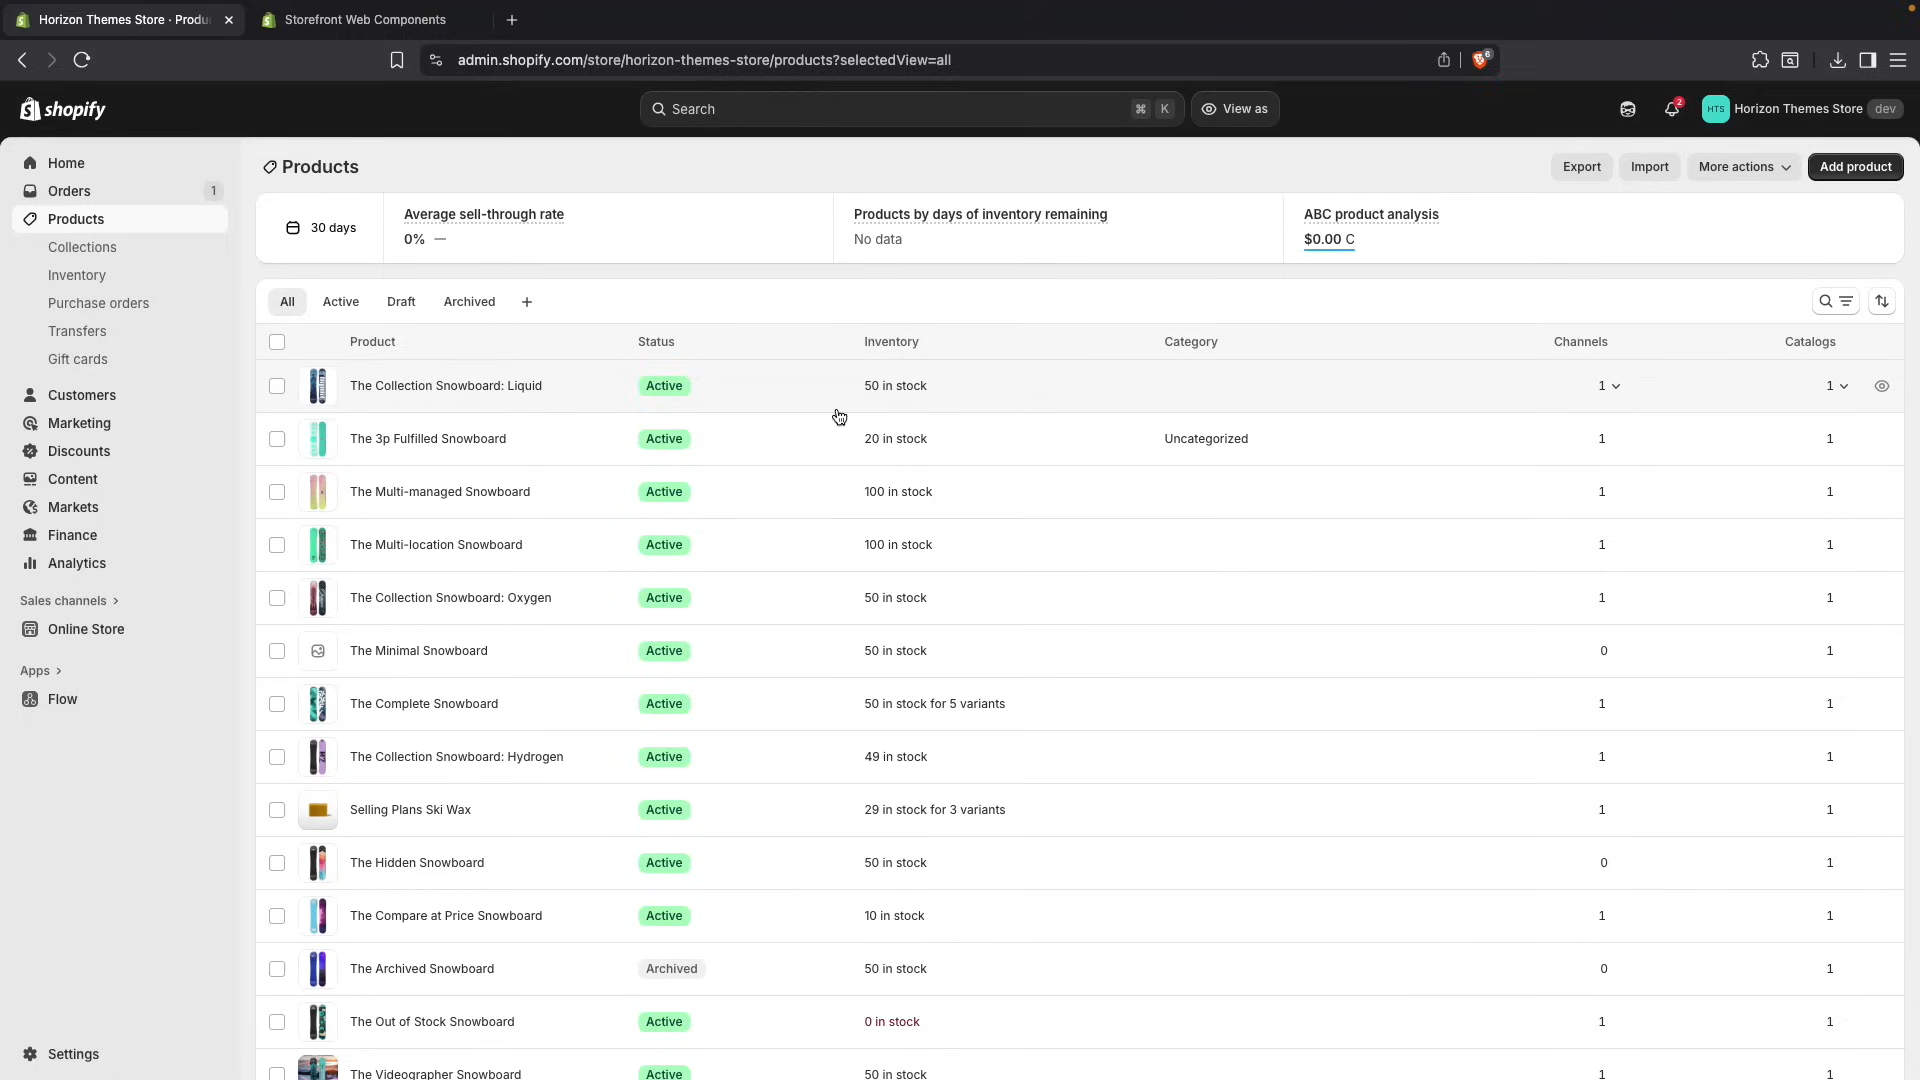 Horizon Themes Store · Produ
Storefront Web Components
admin.shopify.com/store/horizon-themes-store/products?selectedView=all
6
shopify
Search
⌘ K
View as
2
HTS
Horizon Themes Store
dev
Home
Orders
1
Products
Collections
Inventory
Purchase orders
Transfers
Gift cards
Customers
Marketing
Discounts
Content
Markets
Finance
Analytics
Sales channels
Online Store
Apps
Flow
Settings
Products
Export
Import
More actions
Add product
30 days
Average sell-through rate
0% —
Products by days of inventory remaining
No data
ABC product analysis
$0.00 C
All
Active
Draft
Archived
Product Status Inventory Category Channels Catalogs
The Collection Snowboard: Liquid Active 50 in stock 1 1
The 3p Fulfilled Snowboard Active 20 in stock Uncategorized 1 1
The Multi-managed Snowboard Active 100 in stock 1 1
The Multi-location Snowboard Active 100 in stock 1 1
The Collection Snowboard: Oxygen Active 50 in stock 1 1
The Minimal Snowboard Active 50 in stock 0 1
The Complete Snowboard Active 50 in stock for 5 variants 1 1
The Collection Snowboard: Hydrogen Active 49 in stock 1 1
Selling Plans Ski Wax Active 29 in stock for 3 variants 1 1
The Hidden Snowboard Active 50 in stock 0 1
The Compare at Price Snowboard Active 10 in stock 1 1
The Archived Snowboard Archived 50 in stock 0 1
The Out of Stock Snowboard Active 0 in stock 1 1
The Videographer Snowboard Active 50 in stock 1 1